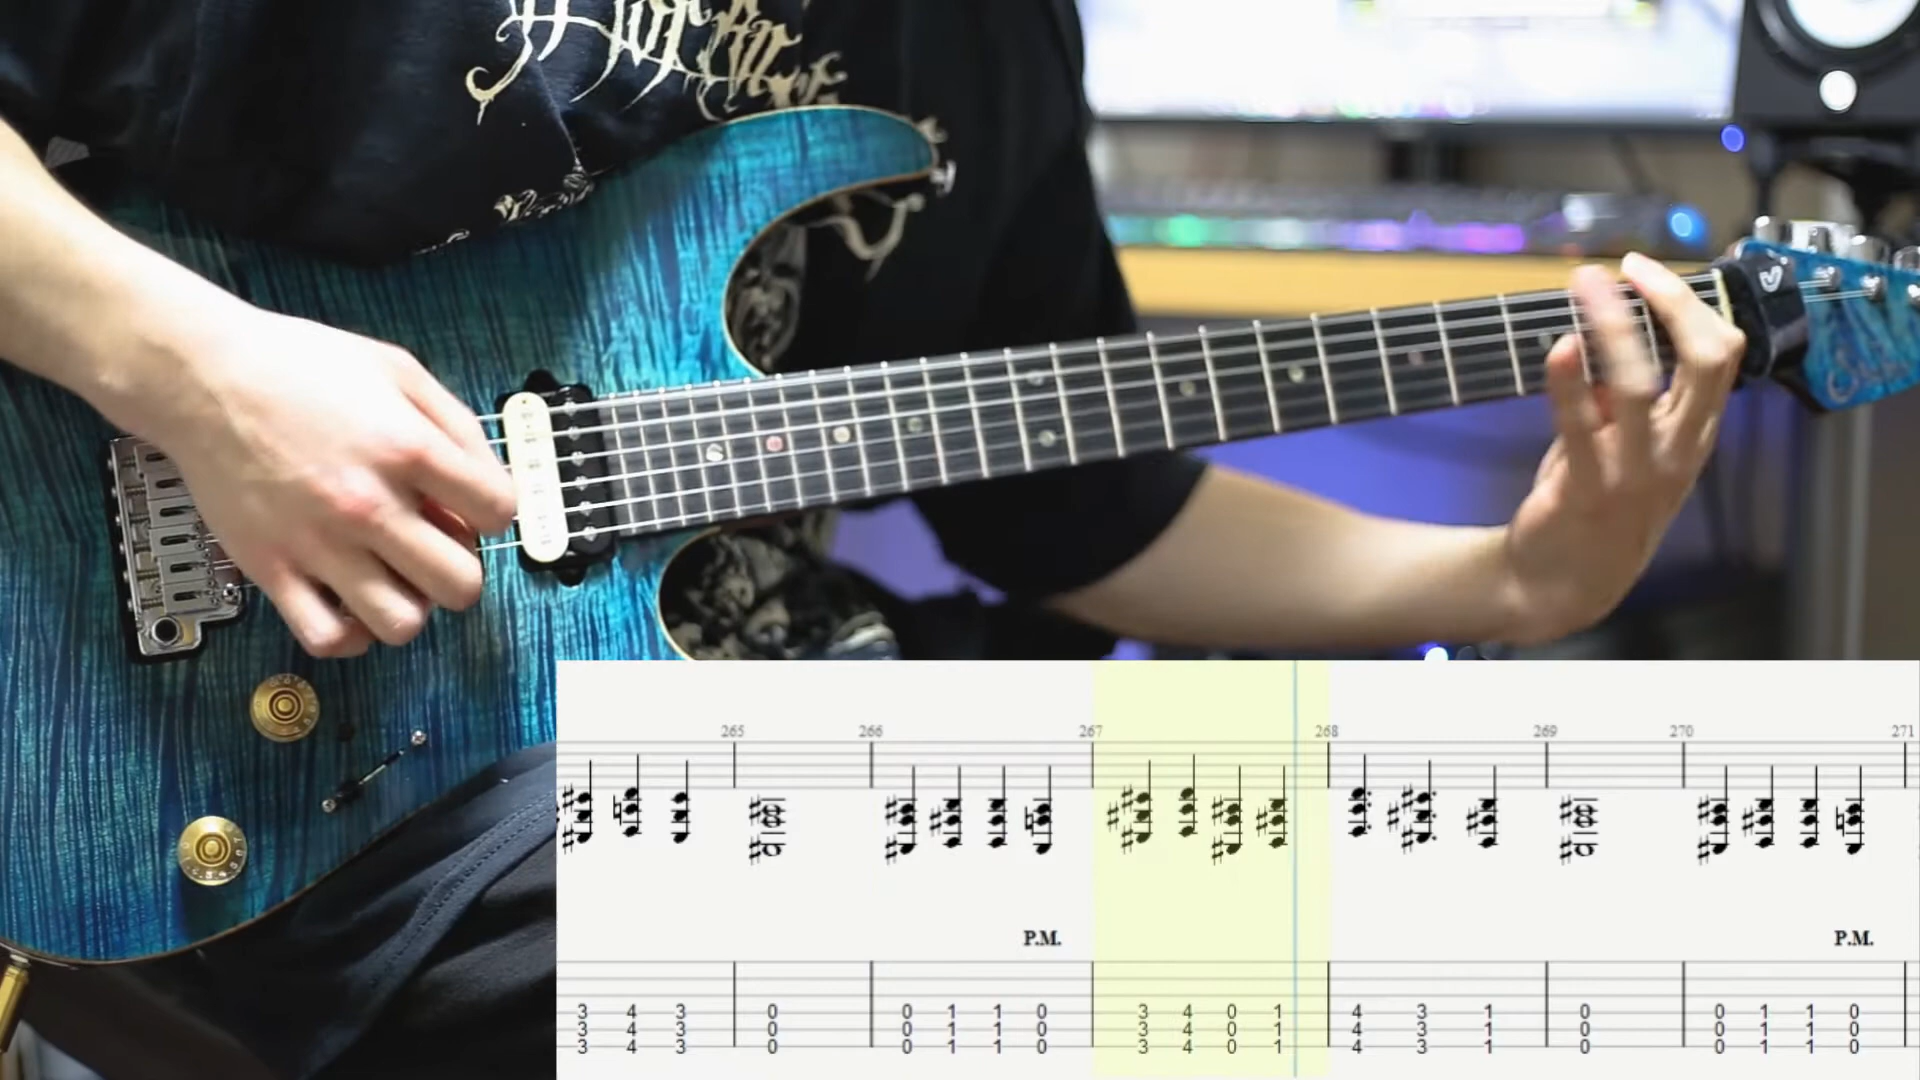 265 266 267 268 269 270 271
P.M. P.M.
3 4 3 0 0 1 1 0 3 4 0 1 4 3 1 0 0 1 1 0
3 4 3 0 0 1 1 0 3 4 0 1 4 3 1 0 0 1 1 0
3 4 3 0 0 1 1 0 3 4 0 1 4 3 1 0 0 1 1 0